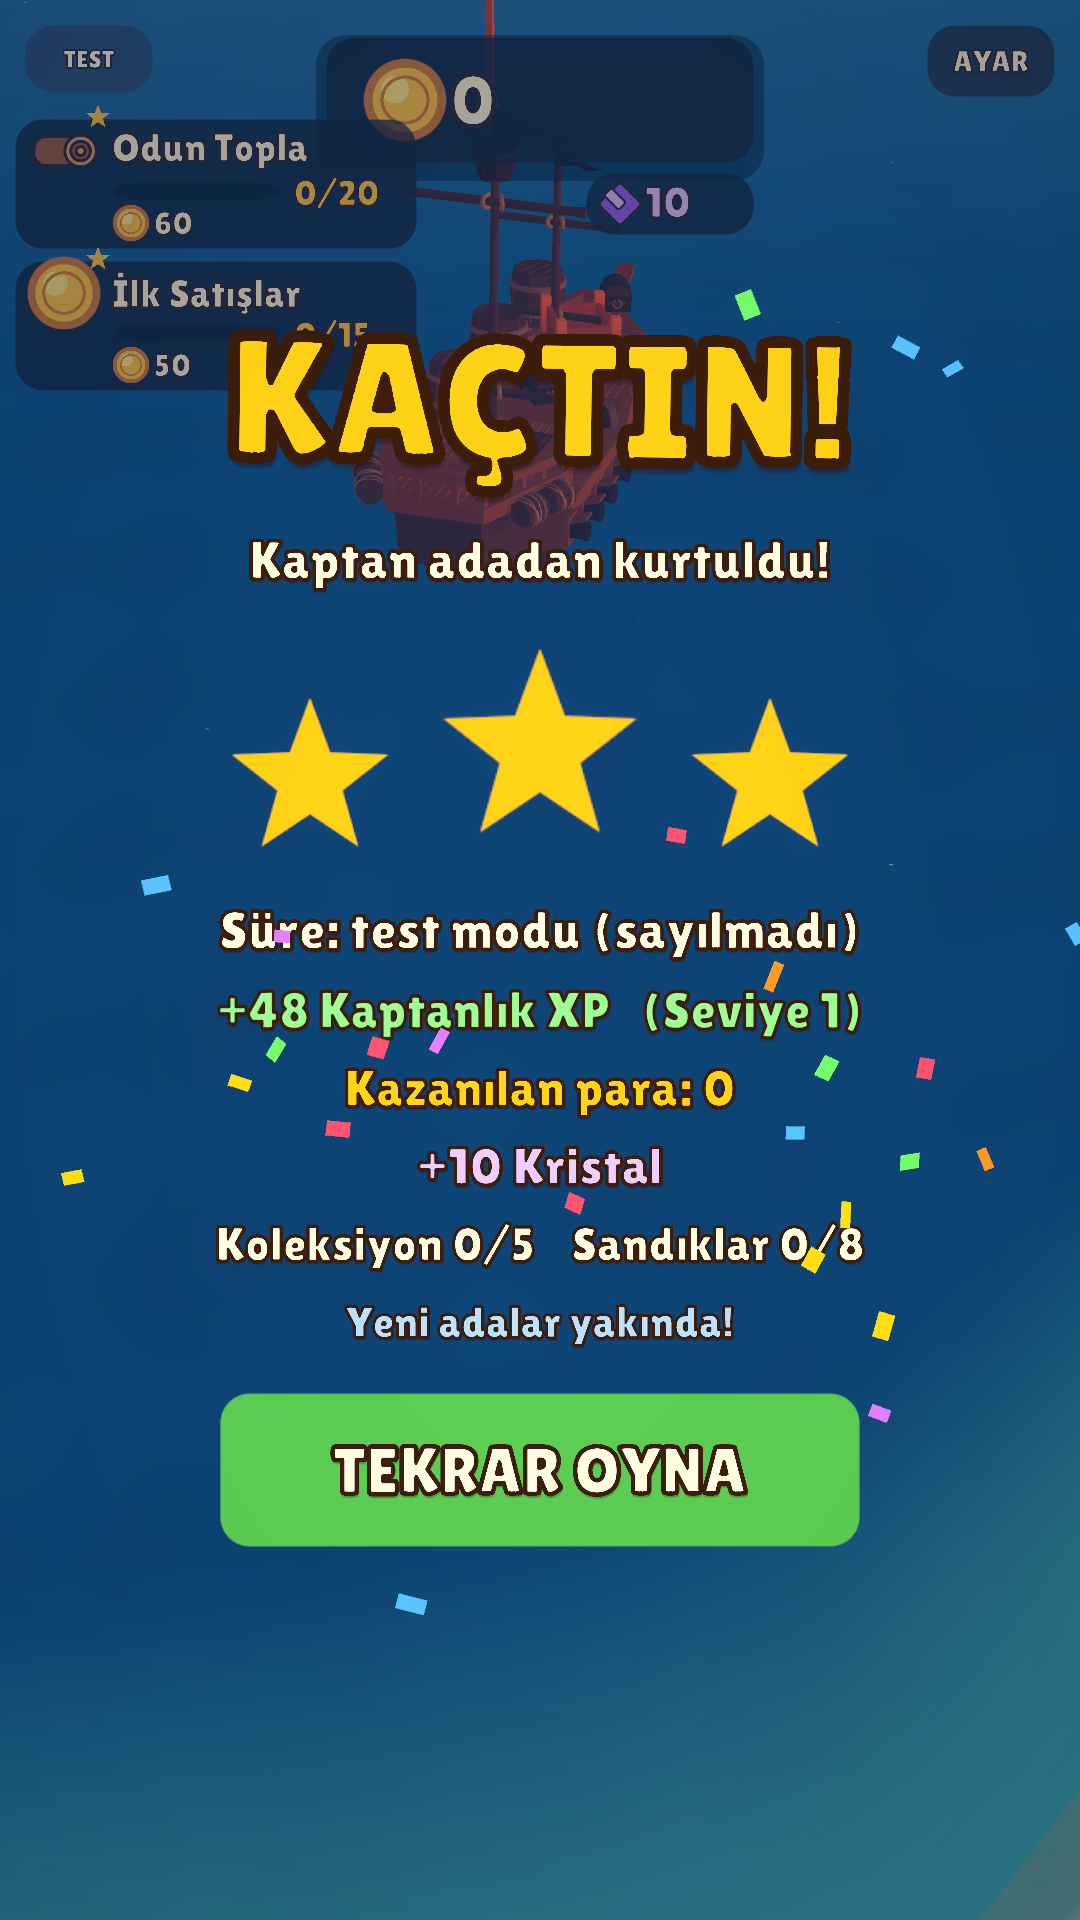 TEST
AYAR
0
Odun Topla
0/20
10
60
İlk Satışlar
0/15
50
KAÇTIN!
Kaptan adadan kurtuldu!
Süre: test modu (sayılmadı)
+48 Kaptanlık XP (Seviye 1)
Kazanılan para: 0
+10 Kristal
Koleksiyon 0/5 Sandıklar 0/8
Yeni adalar yakında!
TEKRAR OYNA